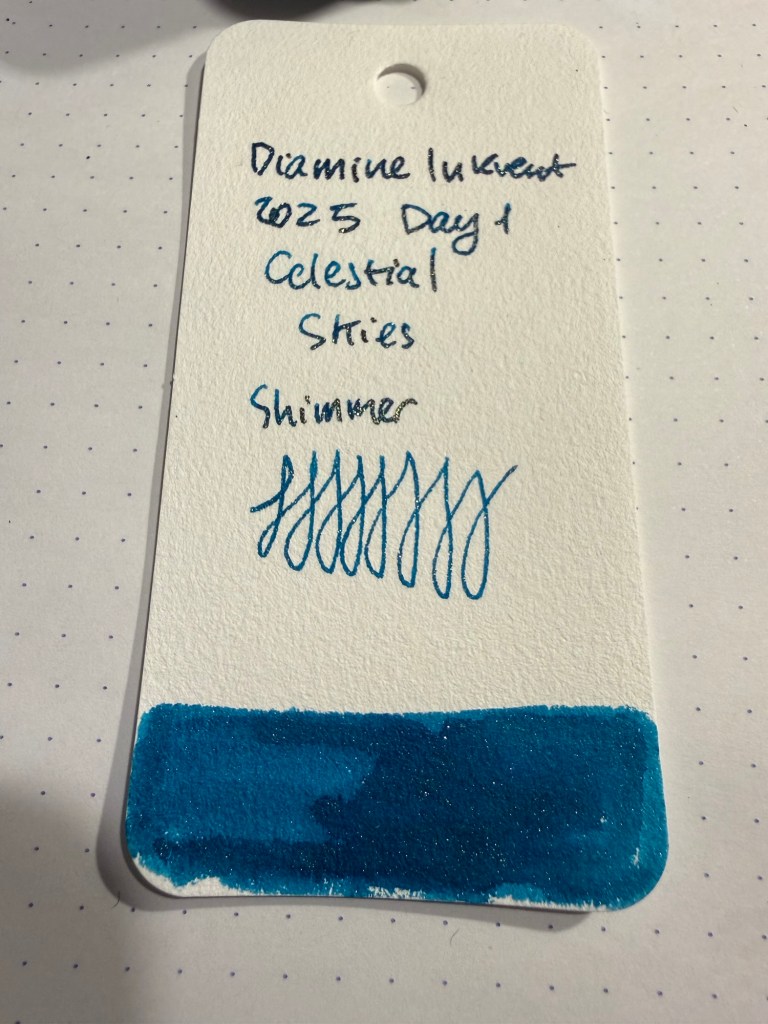 Diamine Inkvent
2025 Day 1
Celestial
Skies
Shimmer